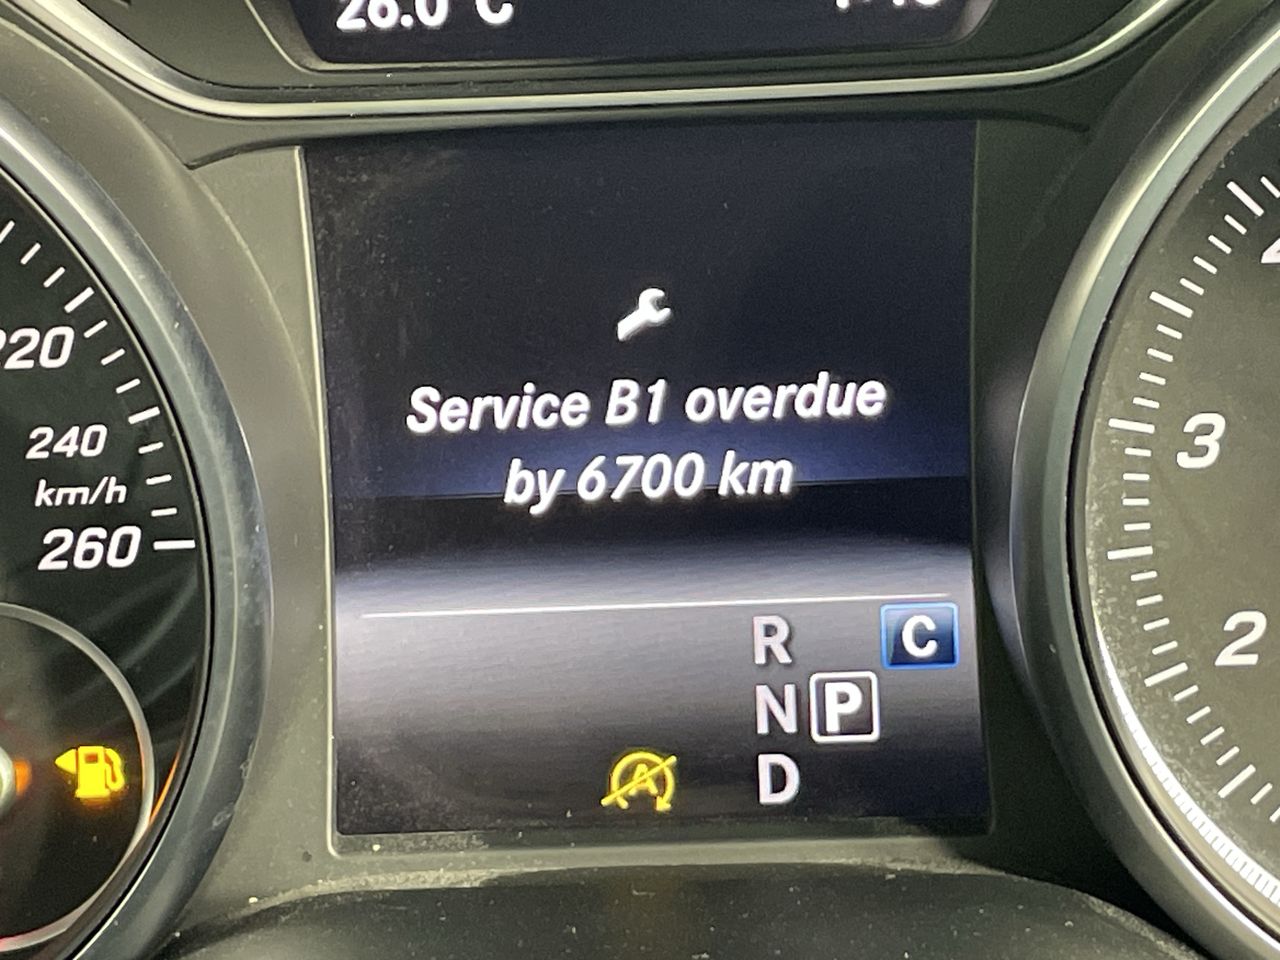 220
240
km/h
260
Service B1 overdue
by 6700 km
R
C
N P
A
D
3
2